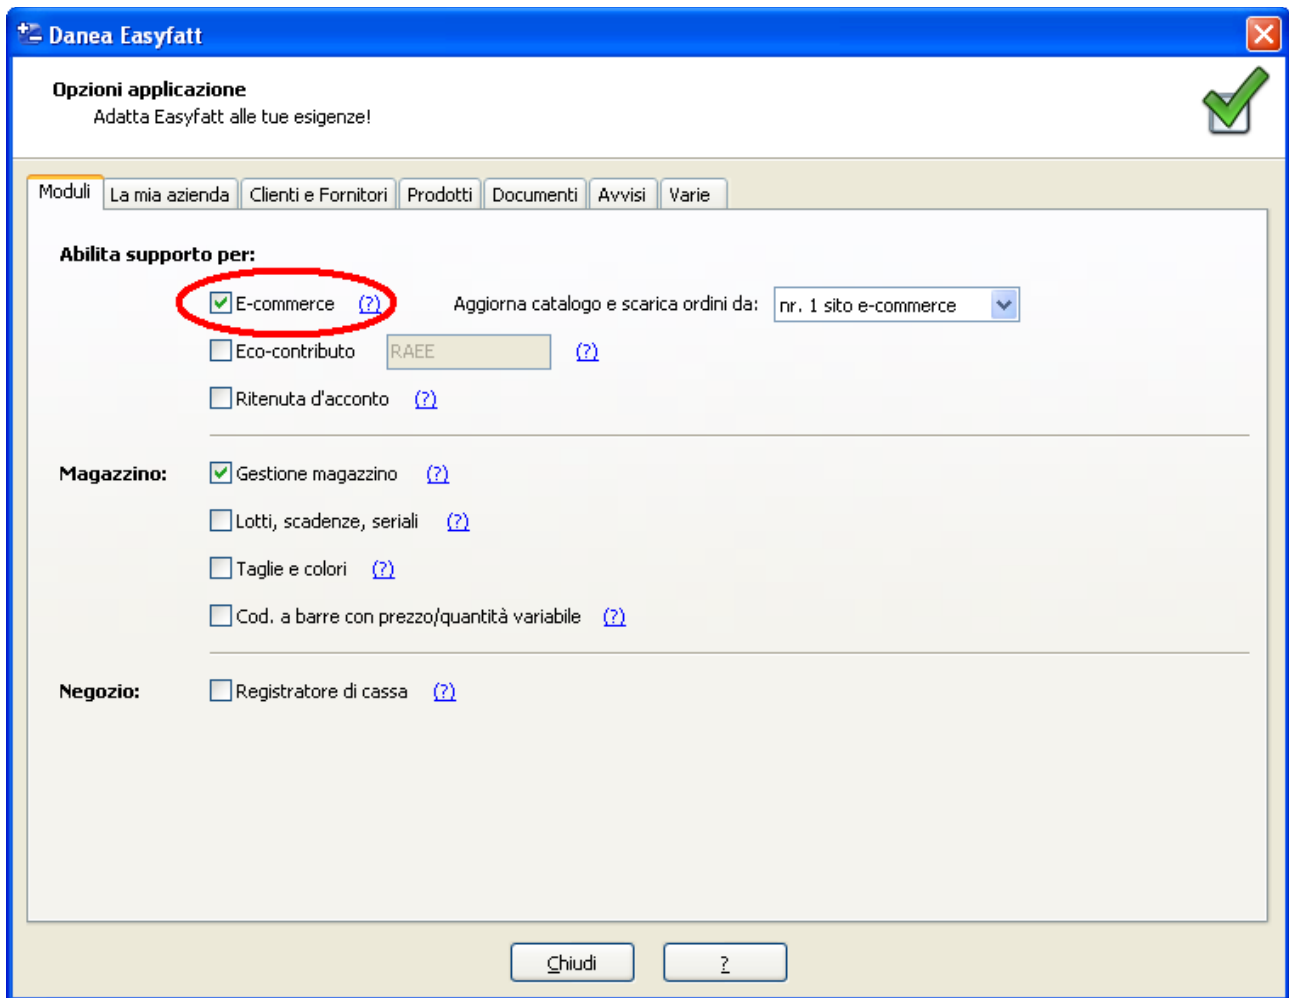 Danea Easyfatt
Opzioni applicazione
Adatta Easyfatt alle tue esigenze!
Moduli La mia azienda Clienti e Fornitori Prodotti Documenti Avvisi Varie
Abilita supporto per:
E-commerce (?) Aggiorna catalogo e scarica ordini da: nr. 1 sito e-commerce
Eco-contributo RAEE (?)
Ritenuta d'acconto (?)
Magazzino: Gestione magazzino (?)
Lotti, scadenze, seriali (?)
Taglie e colori (?)
Cod. a barre con prezzo/quantità variabile (?)
Negozio: Registratore di cassa (?)
Chiudi ?